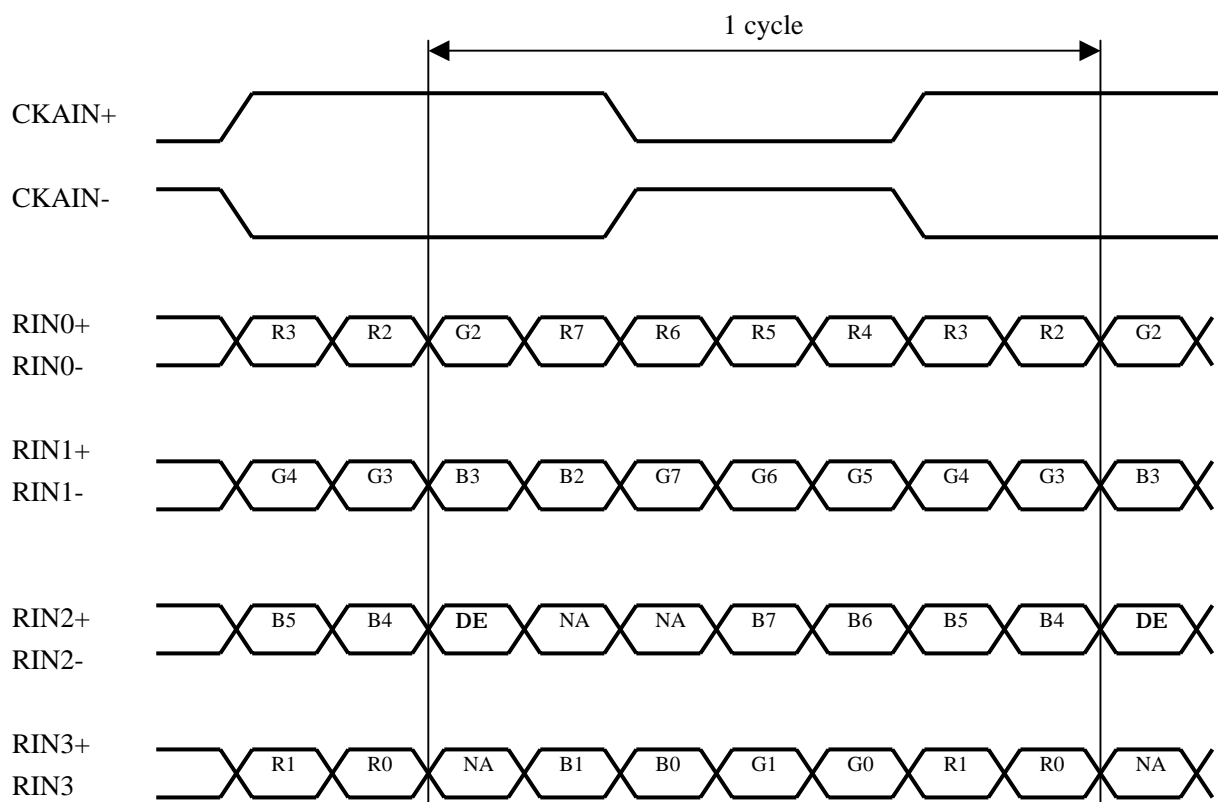 1 cycle
CKAIN+
CKAIN-
RIN0+
R3 R2 G2 R7 R6 R5 R4 R3 R2 G2
RIN0-
RIN1+
G4 G3 B3 B2 G7 G6 G5 G4 G3 B3
RIN1-
RIN2+
B5 B4 DE NA NA B7 B6 B5 B4 DE
RIN2-
RIN3+
R1 R0 NA B1 B0 G1 G0 R1 R0 NA
RIN3